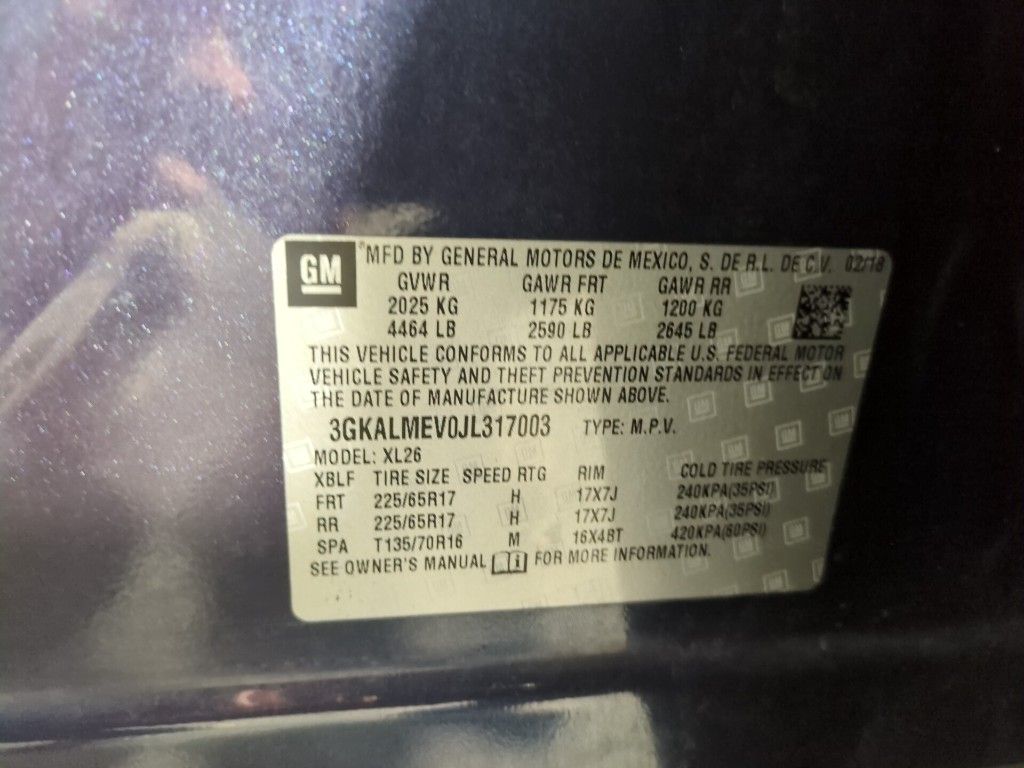 GM
®MFD BY GENERAL MOTORS DE MEXICO, S. DE R.L. DE C.V. 02/18
GVWR GAWR FRT GAWR RR
2025 KG 1175 KG 1200 KG
4464 LB 2590 LB 2645 LB
THIS VEHICLE CONFORMS TO ALL APPLICABLE U.S. FEDERAL MOTOR
VEHICLE SAFETY AND THEFT PREVENTION STANDARDS IN EFFECT ON
THE DATE OF MANUFACTURE SHOWN ABOVE.
3GKALMEV0JL317003 TYPE: M.P.V.
MODEL: XL26
XBLF TIRE SIZE SPEED RTG RIM COLD TIRE PRESSURE
FRT 225/65R17 H 17X7J 240KPA(35PSI)
RR 225/65R17 H 17X7J 240KPA(35PSI)
SPA T135/70R16 M 16X4BT 420KPA(60PSI)
SEE OWNER'S MANUAL i FOR MORE INFORMATION.